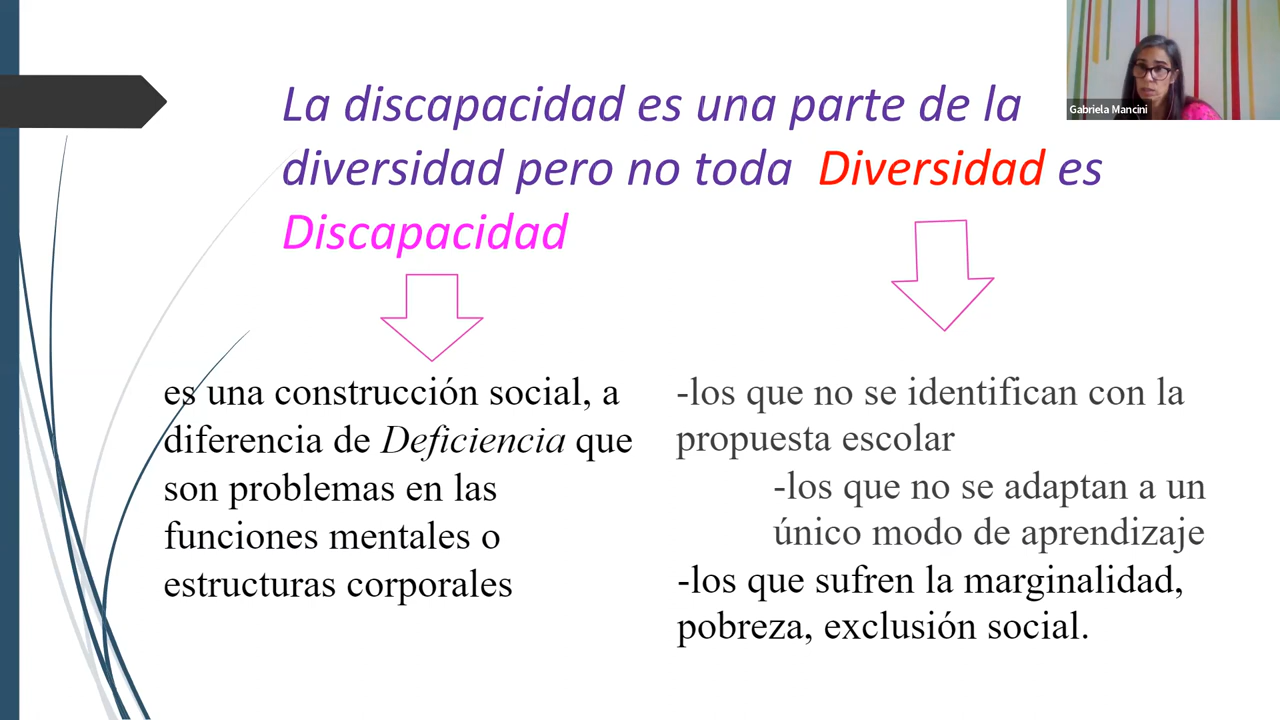 La discapacidad es una parte de la
diversidad pero no toda Diversidad es
Discapacidad
Gabriela Mancini
es una construcción social, a
diferencia de Deficiencia que
son problemas en las
funciones mentales o
estructuras corporales
-los que no se identifican con la
propuesta escolar
-los que no se adaptan a un
único modo de aprendizaje
-los que sufren la marginalidad,
pobreza, exclusión social.